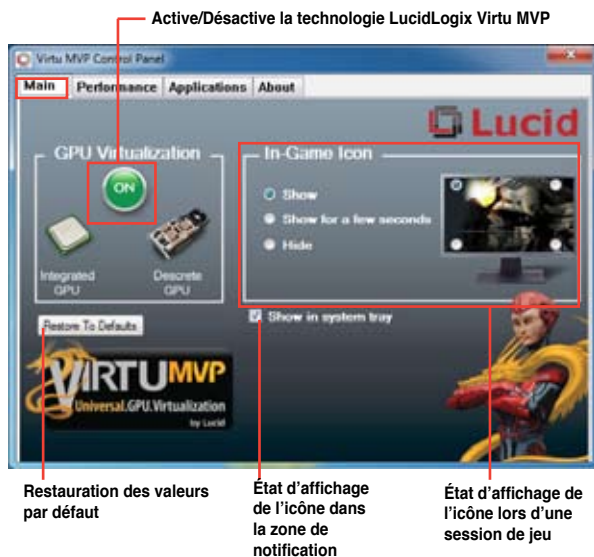 Active/Désactive la technologie LucidLogix Virtu MVP
Virtu MVP Control Panel
Main Performance Applications About
Lucid
GPU Virtualization
ON
Integrated
GPU
Descrete
GPU
In-Game Icon
Show
Show for a few seconds
Hide
Restore To Defaults
Show in system tray
VIRTU MVP
Universal.GPU.Virtualization
by Lucid
Restauration des valeurs
par défaut
État d'affichage
de l'icône dans
la zone de
notification
État d'affichage de
l'icône lors d'une
session de jeu